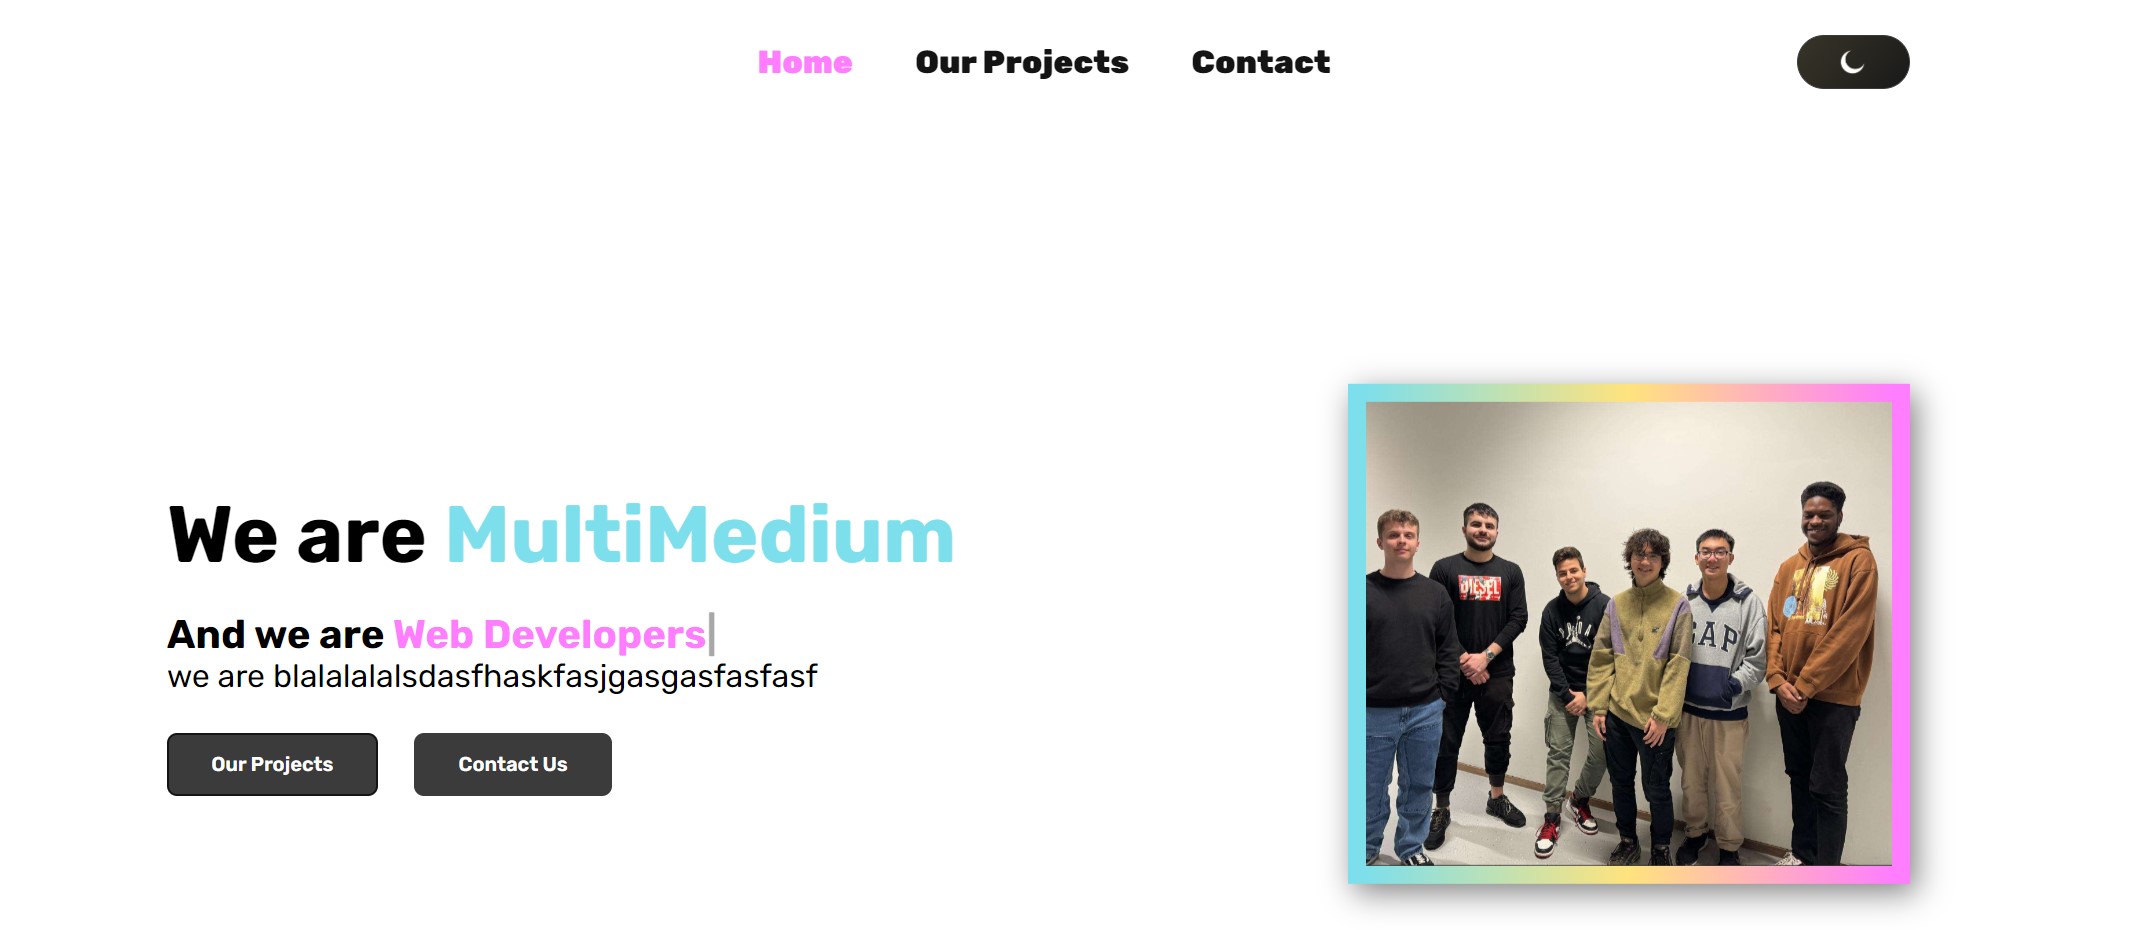 Home Our Projects Contact
We are MultiMedium
And we are Web Developers
we are blalalalalsdasfhaskfasjgasgasfasfasf
Our Projects Contact Us
DIESEL
GAP